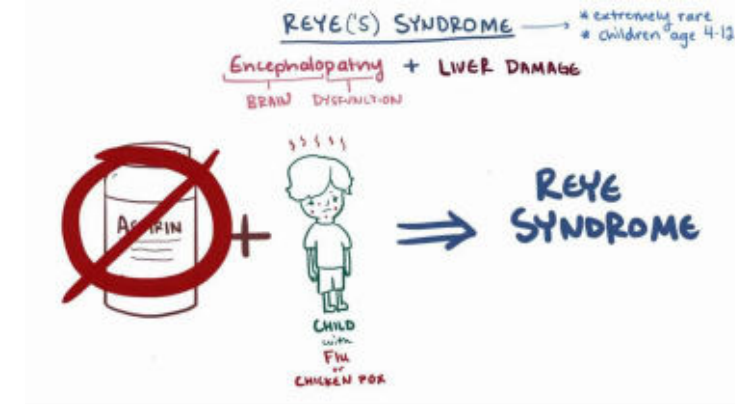 REYE('S) SYNDROME
* extremely rare
* children age 4-12
Encephalopathy + LIVER DAMAGE
BRAIN DYSFUNCTION
ASPIRIN
+
REYE
SYNDROME
CHILD
with
FLU
or
CHICKEN POX